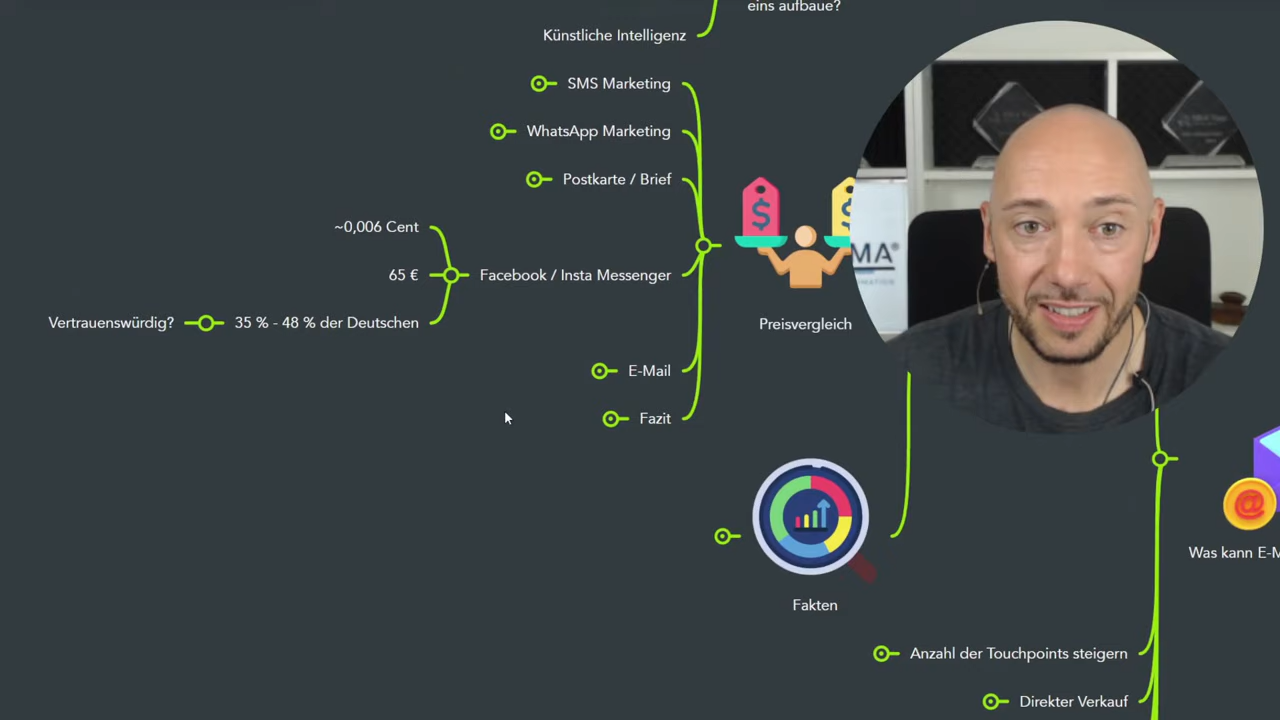 eins aufbaue?
Künstliche Intelligenz
SMS Marketing
WhatsApp Marketing
Postkarte / Brief
~0,006 Cent
65 €
Facebook / Insta Messenger
Vertrauenswürdig?
35 % - 48 % der Deutschen
E-Mail
Fazit
$
$
MA®
Preisvergleich
@
Was kann E-M
Fakten
Anzahl der Touchpoints steigern
Direkter Verkauf